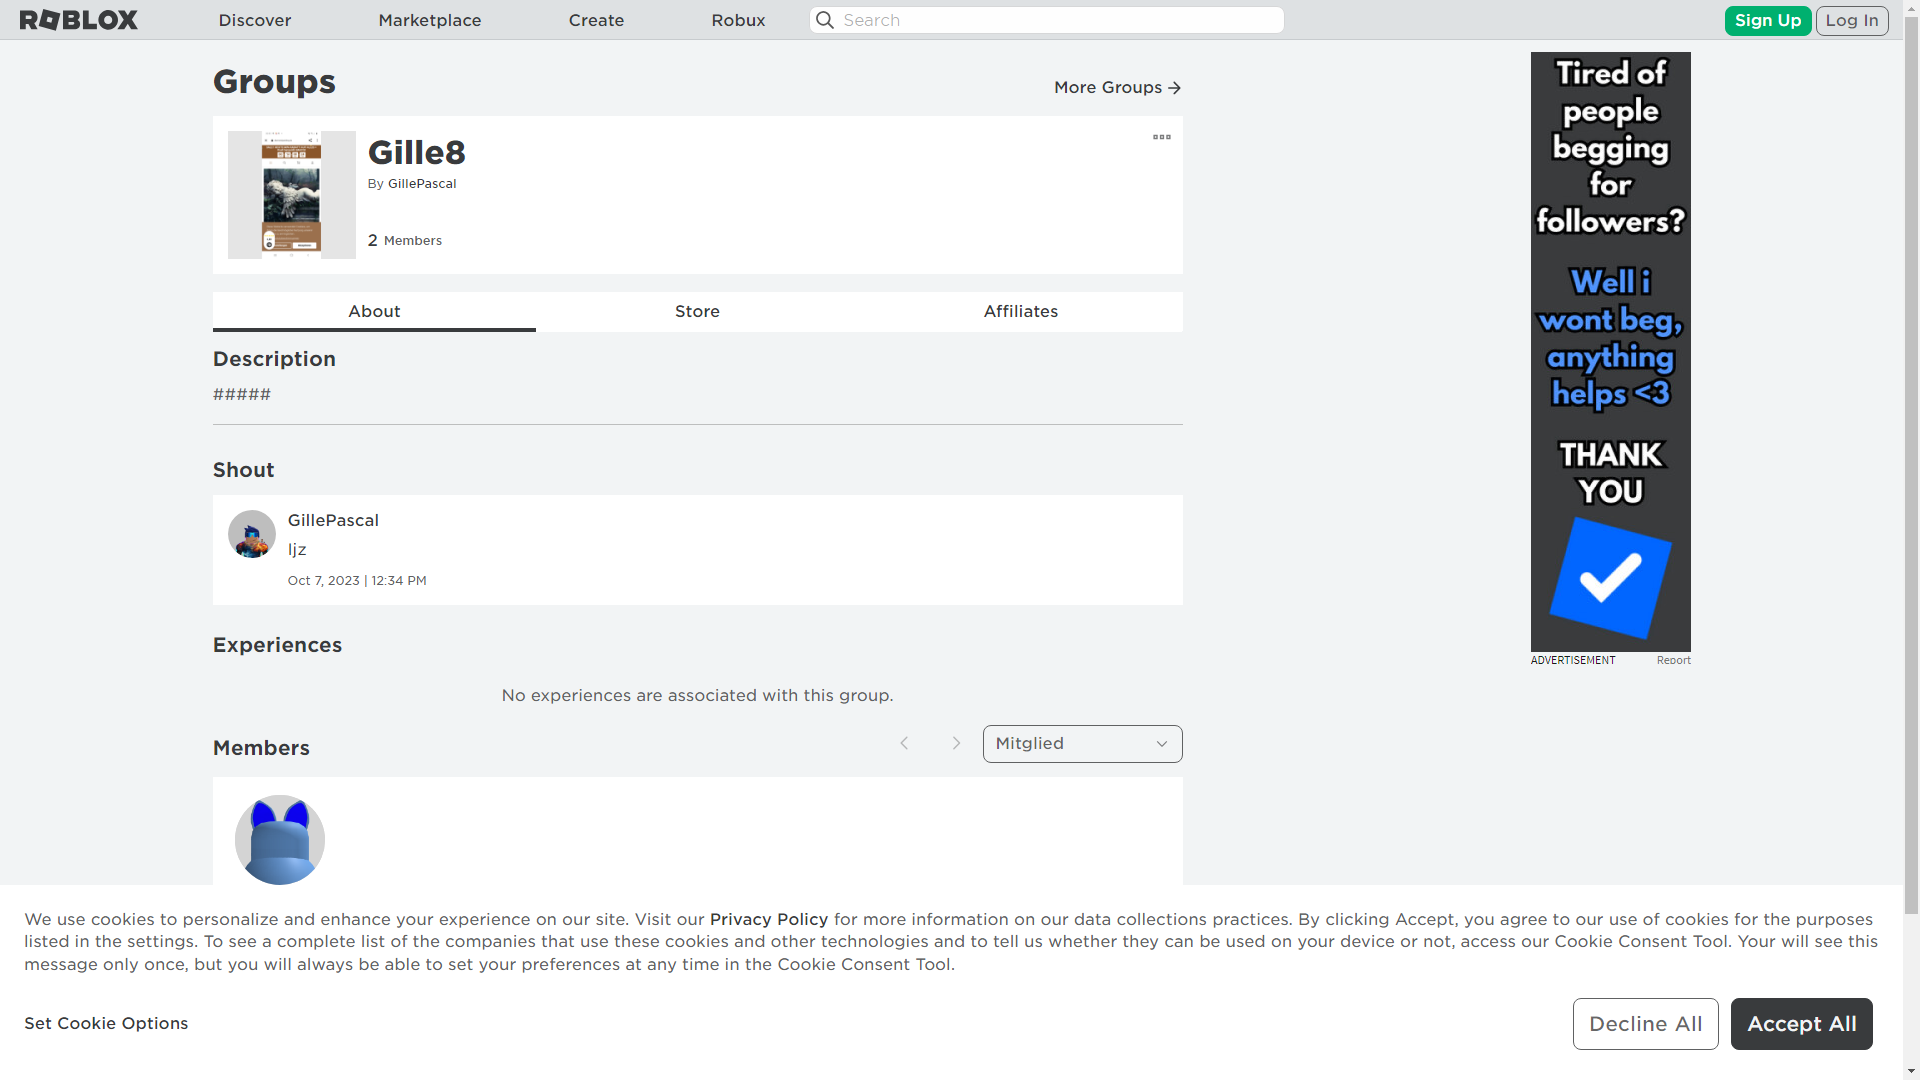 ROBLOX
Discover
Marketplace
Create
Robux
Search
Sign Up
Log In
Groups
More Groups
Gille8
By GillePascal
2 Members
About
Store
Affiliates
Description
#####
Shout
GillePascal
ljz
Oct 7, 2023 | 12:34 PM
Experiences
No experiences are associated with this group.
Members
Mitglied
Tired of
people
begging
for
followers?
Well i
wont beg,
anything
helps <3
THANK
YOU
ADVERTISEMENT
Report
We use cookies to personalize and enhance your experience on our site. Visit our Privacy Policy for more information on our data collections practices. By clicking Accept, you agree to our use of cookies for the purposes
listed in the settings. To see a complete list of the companies that use these cookies and other technologies and to tell us whether they can be used on your device or not, access our Cookie Consent Tool. Your will see this
message only once, but you will always be able to set your preferences at any time in the Cookie Consent Tool.
Set Cookie Options
Decline All
Accept All